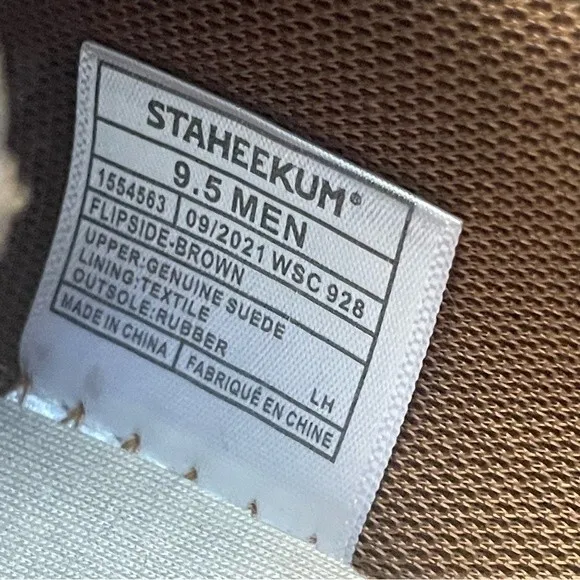 STAHEEKUM®
9.5 MEN
1554563 | 09/2021 WSC 928
FLIPSIDE-BROWN
UPPER:GENUINE SUEDE
LINING:TEXTILE
OUTSOLE:RUBBER LH
MADE IN CHINA | FABRIQUÉ EN CHINE